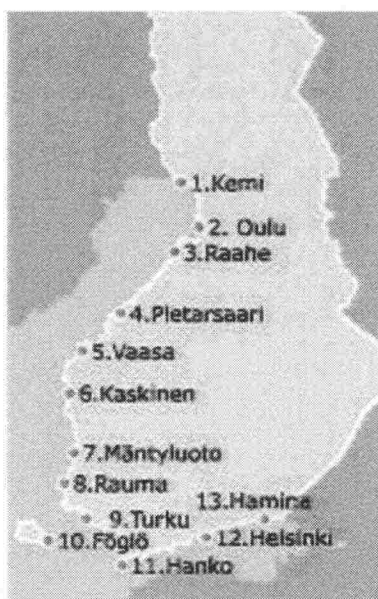 1.Kemi
2. Oulu
3.Raahe
4.Pietarsaari
5.Vaasa
6.Kaskinen
7.Mäntyluoto
8.Rauma
13.Hamina
9.Turku
12.Helsinki
10.Föglö
11.Hanko